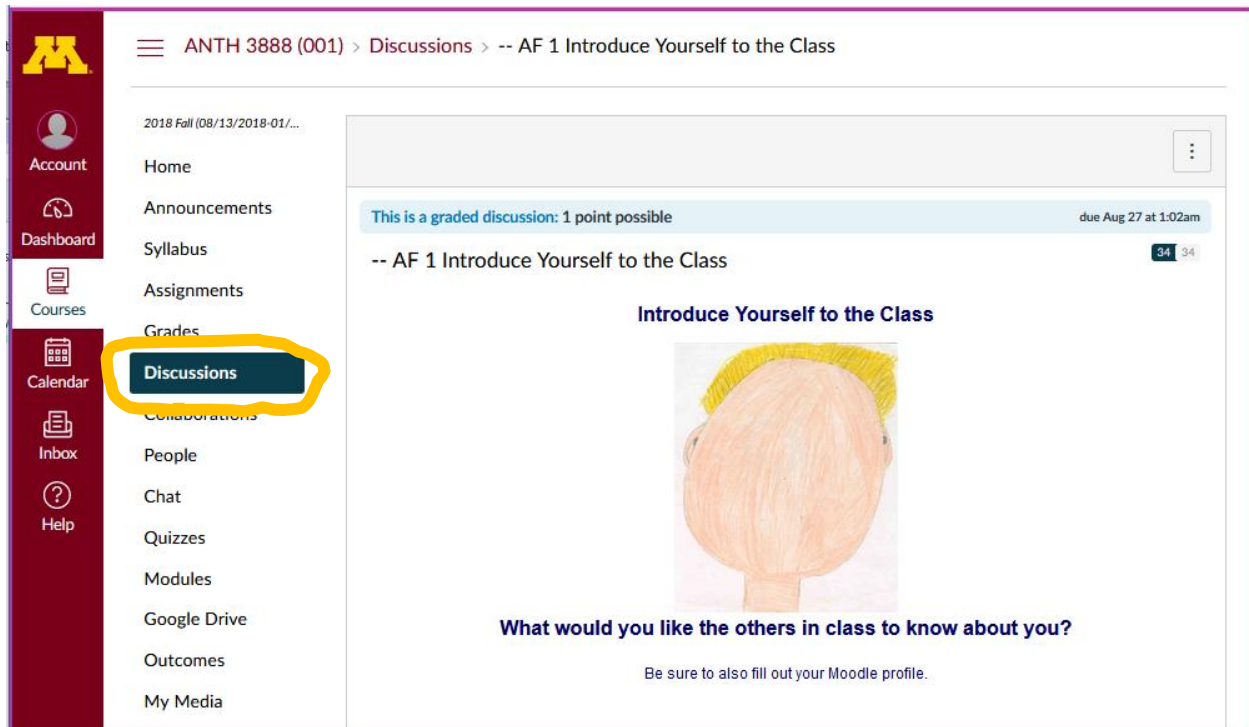 M
ANTH 3888 (001) > Discussions > -- AF 1 Introduce Yourself to the Class
Account
Dashboard
Courses
Calendar
Inbox
Help
2018 Fall (08/13/2018-01/...
Home
Announcements
Syllabus
Assignments
Grades
Discussions
Collaborations
People
Chat
Quizzes
Modules
Google Drive
Outcomes
My Media
This is a graded discussion: 1 point possible due Aug 27 at 1:02am
-- AF 1 Introduce Yourself to the Class 34 34
Introduce Yourself to the Class
What would you like the others in class to know about you?
Be sure to also fill out your Moodle profile.